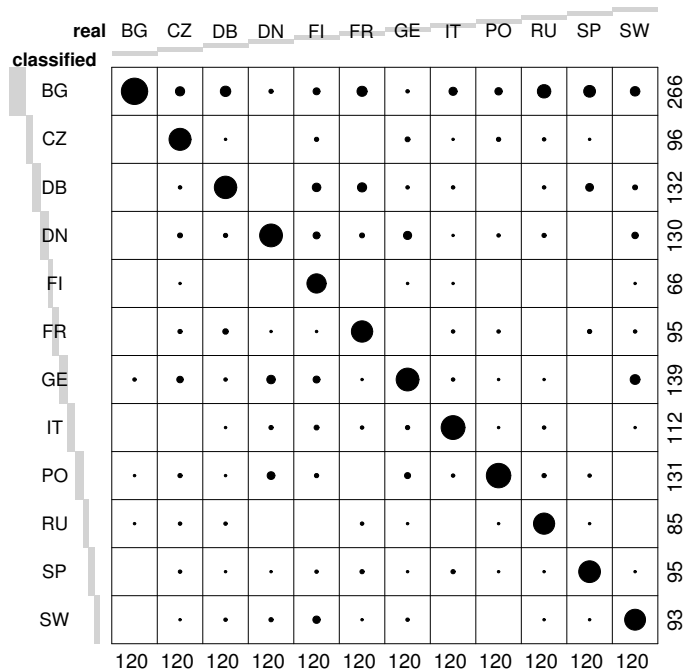 real BG CZ DB DN FI FR GE IT PO RU SP SW
classified
BG 266
CZ 96
DB 132
DN 130
FI 66
FR 95
GE 139
IT 112
PO 131
RU 85
SP 95
SW 93
120 120 120 120 120 120 120 120 120 120 120 120